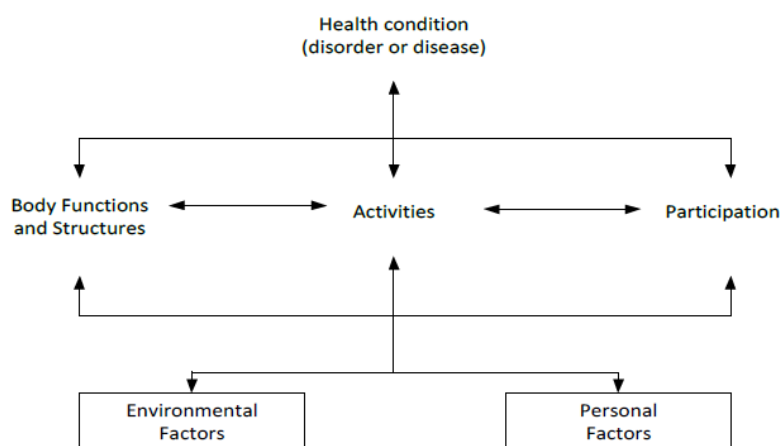 Health condition
(disorder or disease)
Body Functions
and Structures
Activities
Participation
Environmental
Factors
Personal
Factors